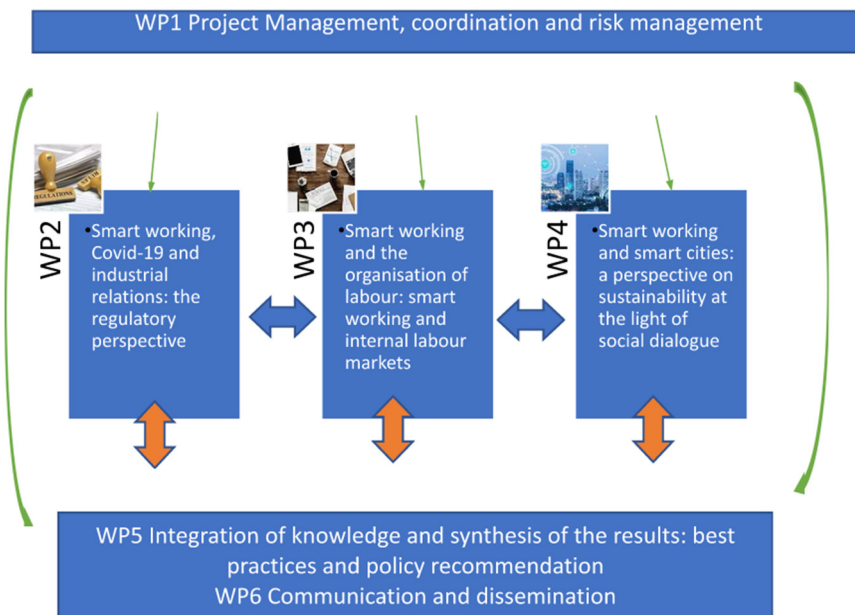 WP1 Project Management, coordination and risk management
REGULATIONS
WP2
•Smart working,
Covid-19 and
industrial
relations: the
regulatory
perspective
WP3
•Smart working
and the
organisation of
labour: smart
working and
internal labour
markets
WP4
•Smart working
and smart cities:
a perspective on
sustainability at
the light of
social dialogue
WP5 Integration of knowledge and synthesis of the results: best
practices and policy recommendation
WP6 Communication and dissemination